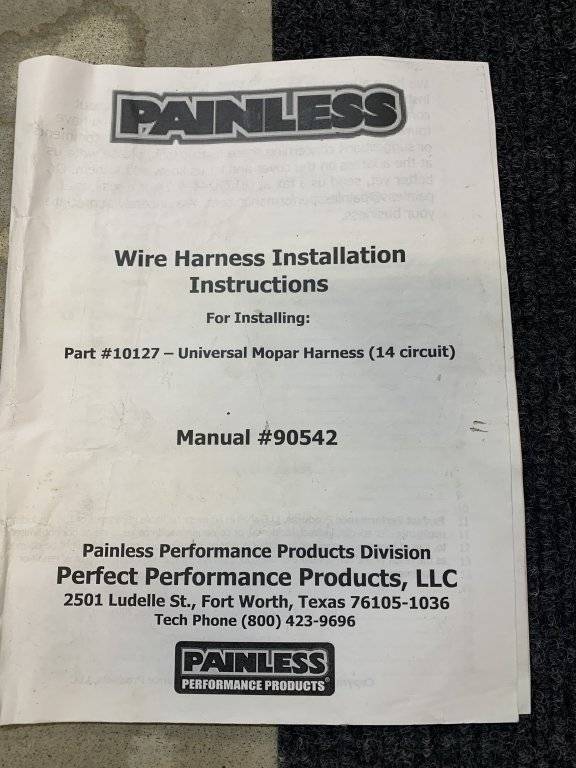 PAINLESS
Wire Harness Installation
Instructions
For Installing:
Part #10127 – Universal Mopar Harness (14 circuit)
Manual #90542
Painless Performance Products Division
Perfect Performance Products, LLC
2501 Ludelle St., Fort Worth, Texas 76105-1036
Tech Phone (800) 423-9696
PAINLESS
PERFORMANCE PRODUCTS®